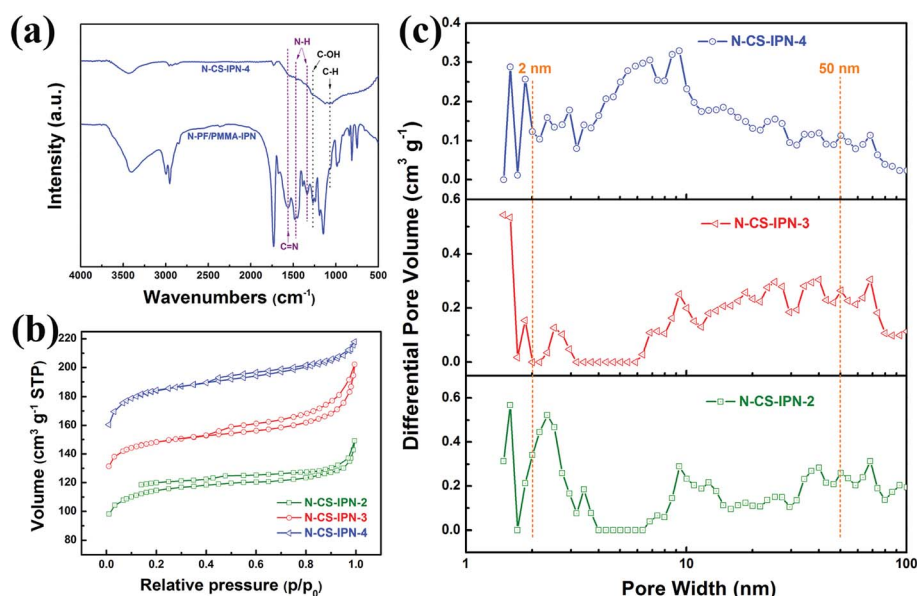 (a)
N-CS-IPN-4
N-H
C-OH
C-H
N-PF/PMMA-IPN
C=N
Intensity (a.u.)
4000 3500 3000 2500 2000 1500 1000 500
Wavenumbers (cm⁻¹)
(b)
220
200
180
160
140
120
100
80
Volume (cm³ g⁻¹ STP)
N-CS-IPN-2
N-CS-IPN-3
N-CS-IPN-4
0.0 0.2 0.4 0.6 0.8 1.0
Relative pressure (p/p₀)
(c)
0.4
0.3
0.2
0.1
0.0
N-CS-IPN-4
2 nm
50 nm
0.6
0.4
0.2
0.0
N-CS-IPN-3
0.6
0.4
0.2
0.0
N-CS-IPN-2
Differential Pore Volume (cm³ g⁻¹)
1 10 100
Pore Width (nm)